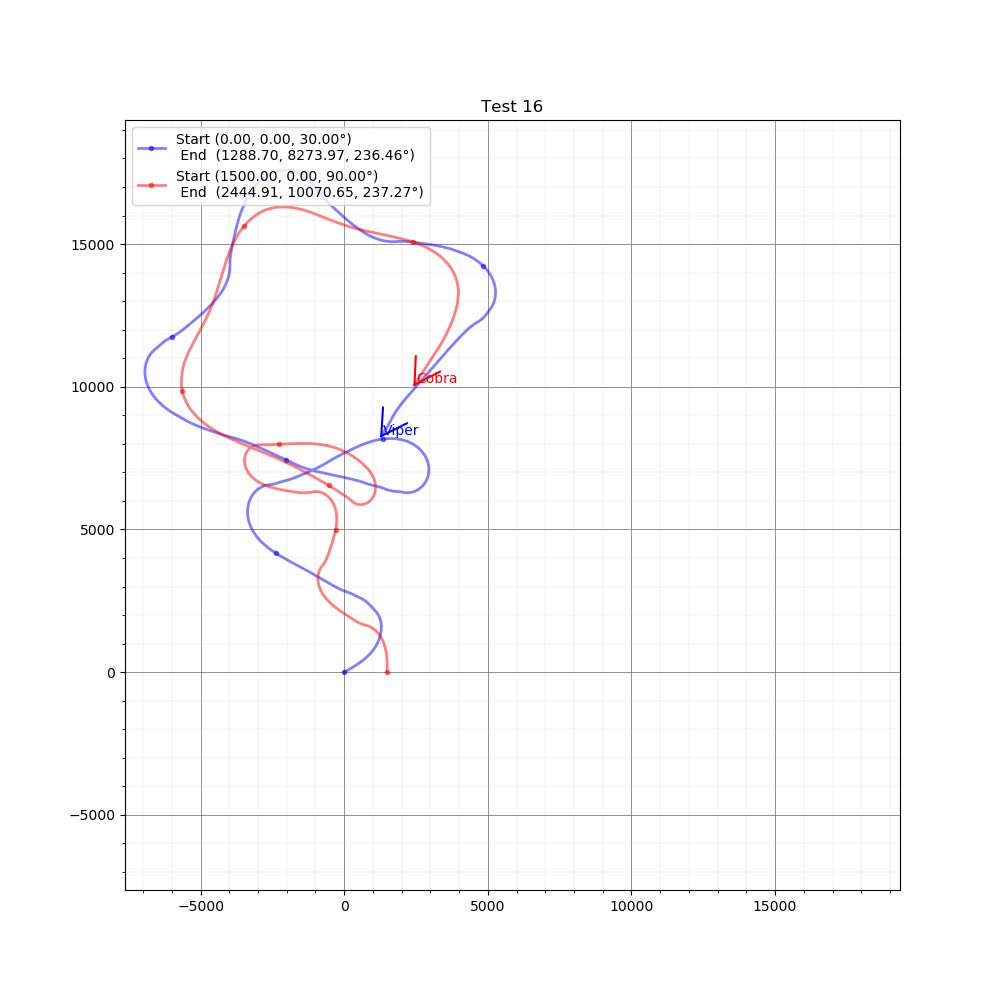 Test 16
Start (0.00, 0.00, 30.00°)
End (1288.70, 8273.97, 236.46°)
Start (1500.00, 0.00, 90.00°)
End (2444.91, 10070.65, 237.27°)
15000
10000
5000
0
−5000
Cobra
Viper
−5000
0
5000
10000
15000